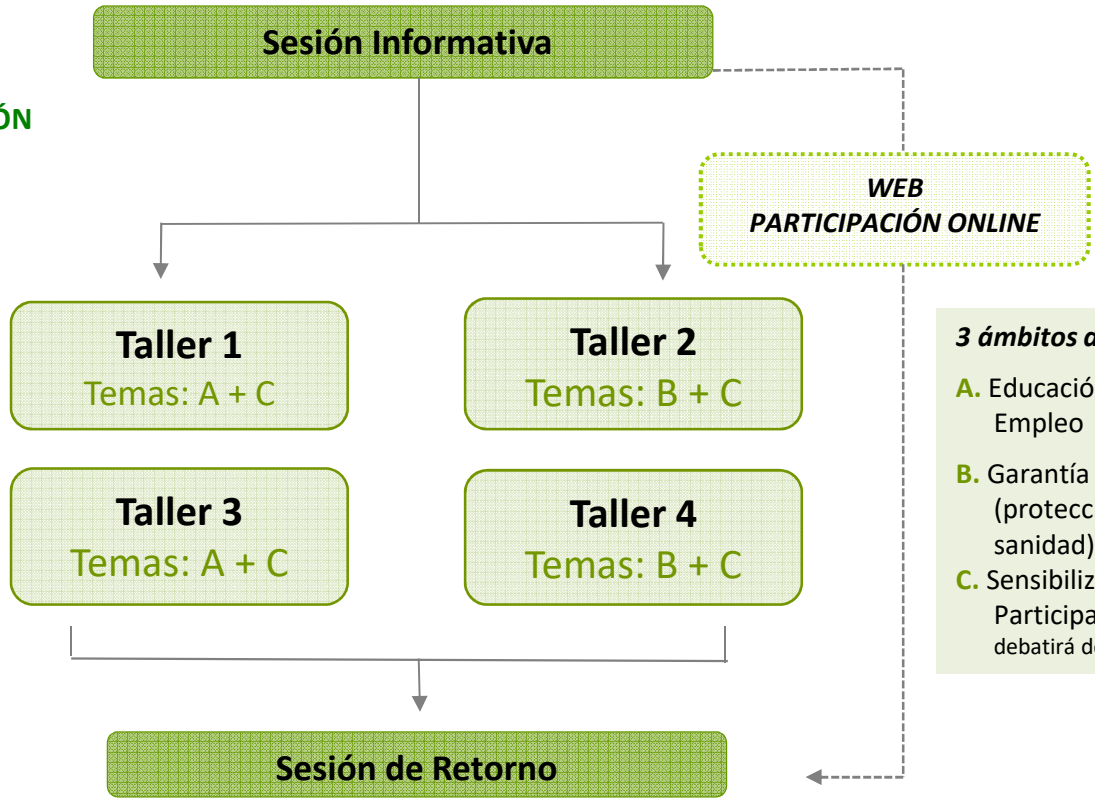 Sesión Informativa
ÓN
WEB
PARTICIPACIÓN ONLINE
Taller 1
Temas: A + C
Taller 2
Temas: B + C
Taller 3
Temas: A + C
Taller 4
Temas: B + C
3 ámbitos
A. Educació
Empleo
B. Garantía
(protecc
sanidad)
C. Sensibiliz
Participa
debatirá
Sesión de Retorno